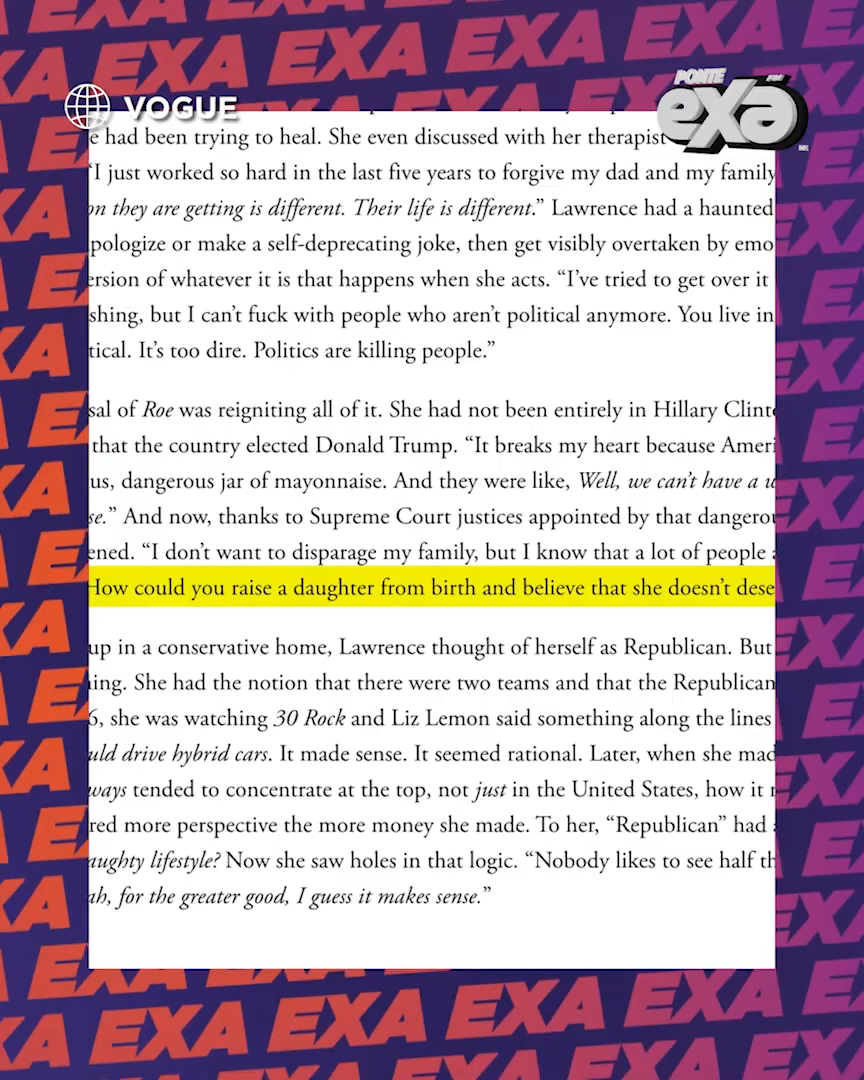 VOGUE
PONTE exa FM
e had been trying to heal. She even discussed with her therapist
“I just worked so hard in the last five years to forgive my dad and my family
on they are getting is different. Their life is different.” Lawrence had a haunted
pologize or make a self-deprecating joke, then get visibly overtaken by emo
ersion of whatever it is that happens when she acts. “I’ve tried to get over it
shing, but I can’t fuck with people who aren’t political anymore. You live in
tical. It’s too dire. Politics are killing people.”
sal of Roe was reigniting all of it. She had not been entirely in Hillary Clint
that the country elected Donald Trump. “It breaks my heart because Ameri
us, dangerous jar of mayonnaise. And they were like, Well, we can’t have a
se.” And now, thanks to Supreme Court justices appointed by that dangerou
ened. “I don’t want to disparage my family, but I know that a lot of people
How could you raise a daughter from birth and believe that she doesn’t dese
up in a conservative home, Lawrence thought of herself as Republican. But
ing. She had the notion that there were two teams and that the Republican
6, she was watching 30 Rock and Liz Lemon said something along the lines
uld drive hybrid cars. It made sense. It seemed rational. Later, when she mad
ways tended to concentrate at the top, not just in the United States, how it
red more perspective the more money she made. To her, “Republican” had
aughty lifestyle? Now she saw holes in that logic. “Nobody likes to see half th
ah, for the greater good, I guess it makes sense.”
EXA EXA EXA EXA